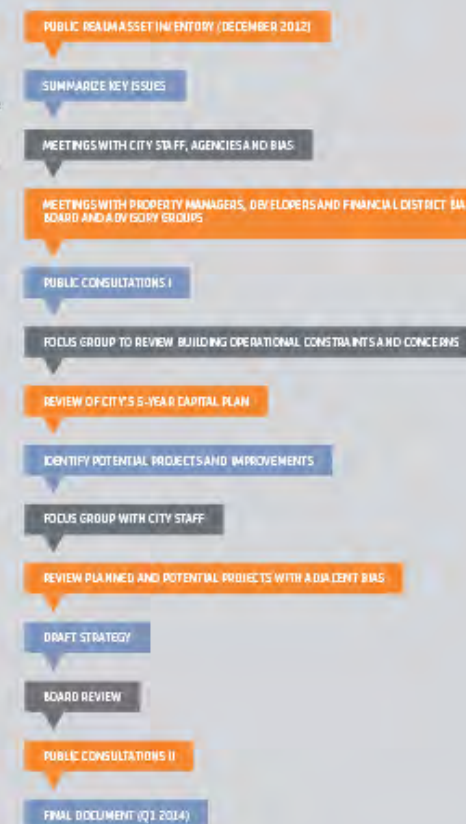 PUBLIC REALM ASSET INVENTORY (DECEMBER 2012)
SUMMARIZE KEY ISSUES
MEETINGS WITH CITY STAFF, AGENCIES AND BIAS
MEETINGS WITH PROPERTY MANAGERS, DEVELOPERS AND FINANCIAL DISTRICT BIA
BOARD AND ADVISORY GROUPS
PUBLIC CONSULTATIONS I
FOCUS GROUP TO REVIEW BUILDING OPERATIONAL CONSTRAINTS AND CONCERNS
REVIEW OF CITY'S 5-YEAR CAPITAL PLAN
IDENTIFY POTENTIAL PROJECTS AND IMPROVEMENTS
FOCUS GROUP WITH CITY STAFF
REVIEW PLANNED AND POTENTIAL PROJECTS WITH ADJACENT BIAS
DRAFT STRATEGY
BOARD REVIEW
PUBLIC CONSULTATIONS II
FINAL DOCUMENT (Q1 2014)